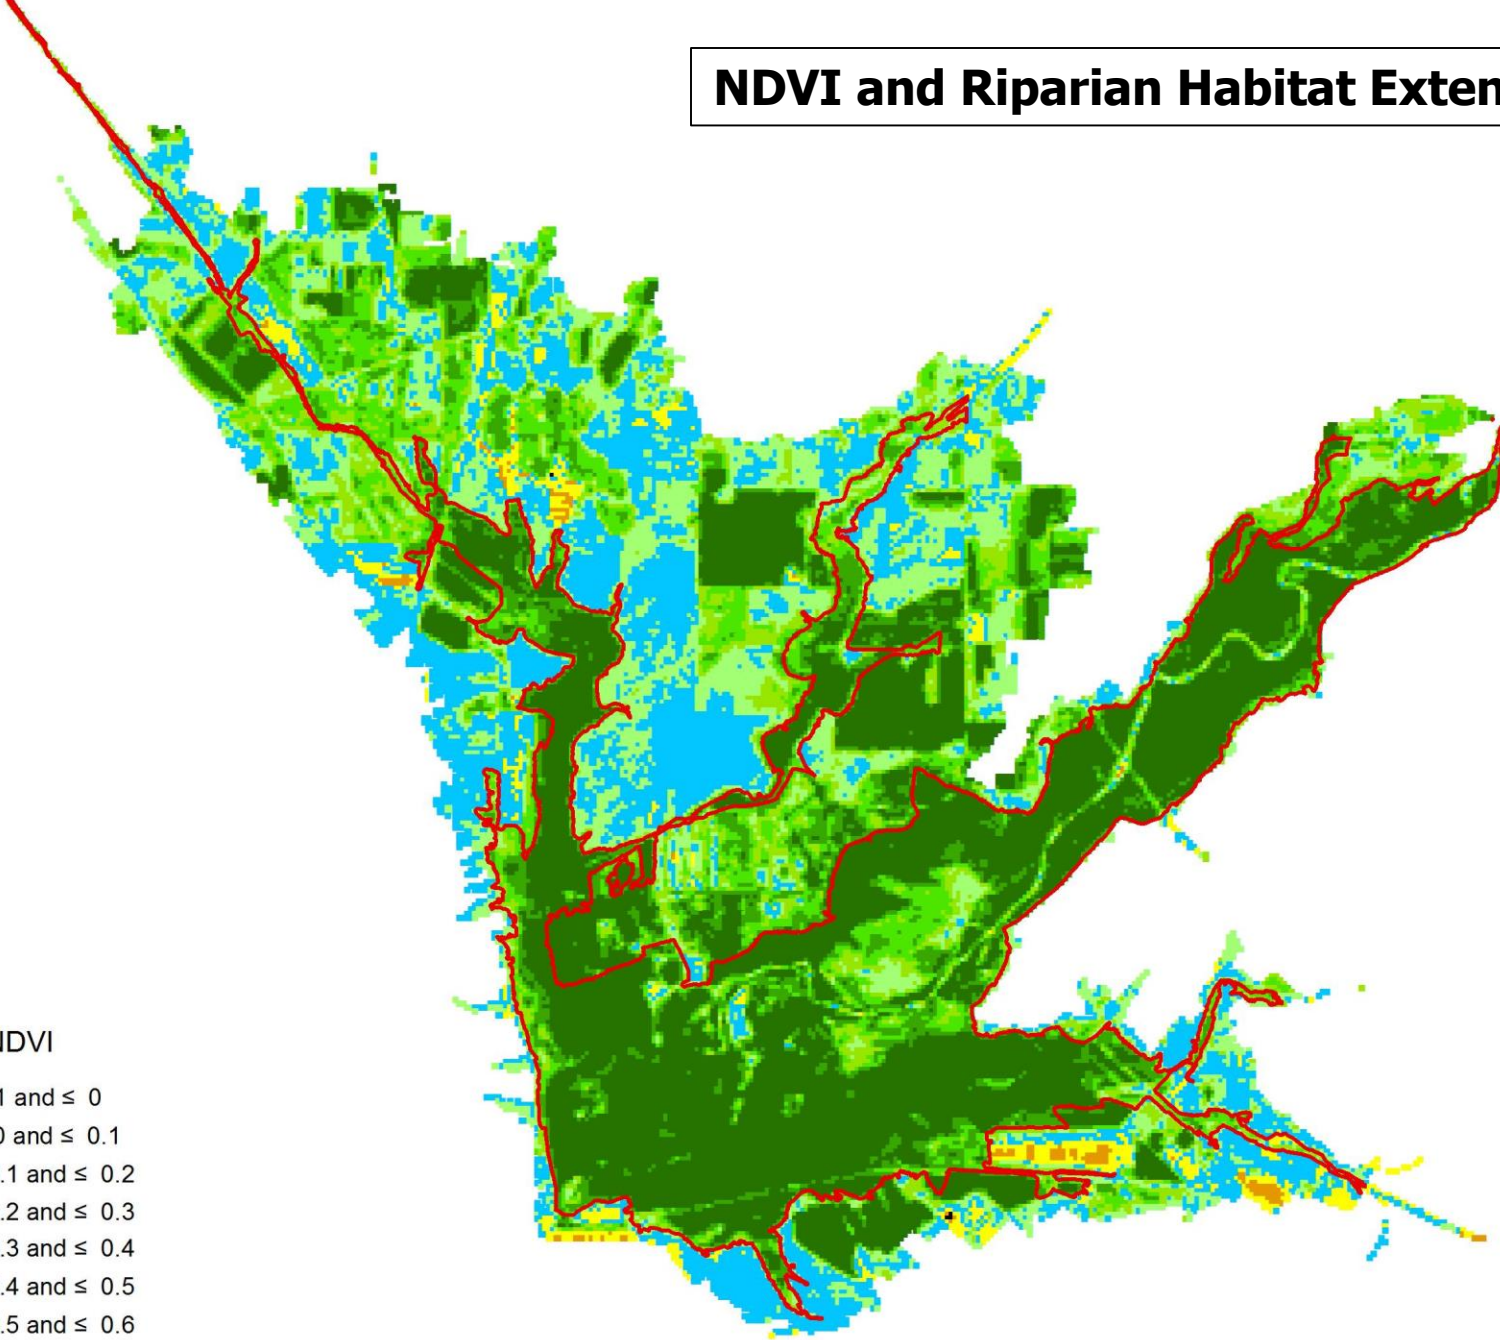 NDVI and Riparian Habitat Exten
NDVI
1 and ≤ 0
0 and ≤ 0.1
.1 and ≤ 0.2
.2 and ≤ 0.3
.3 and ≤ 0.4
.4 and ≤ 0.5
.5 and ≤ 0.6